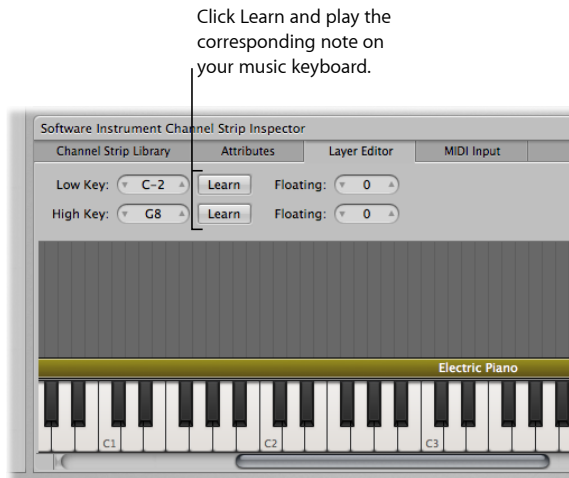 Click Learn and play the
corresponding note on
your music keyboard.
Software Instrument Channel Strip Inspector
Channel Strip Library Attributes Layer Editor MIDI Input
Low Key: C-2 Learn Floating: 0
High Key: G8 Learn Floating: 0
Electric Piano
C1 C2 C3